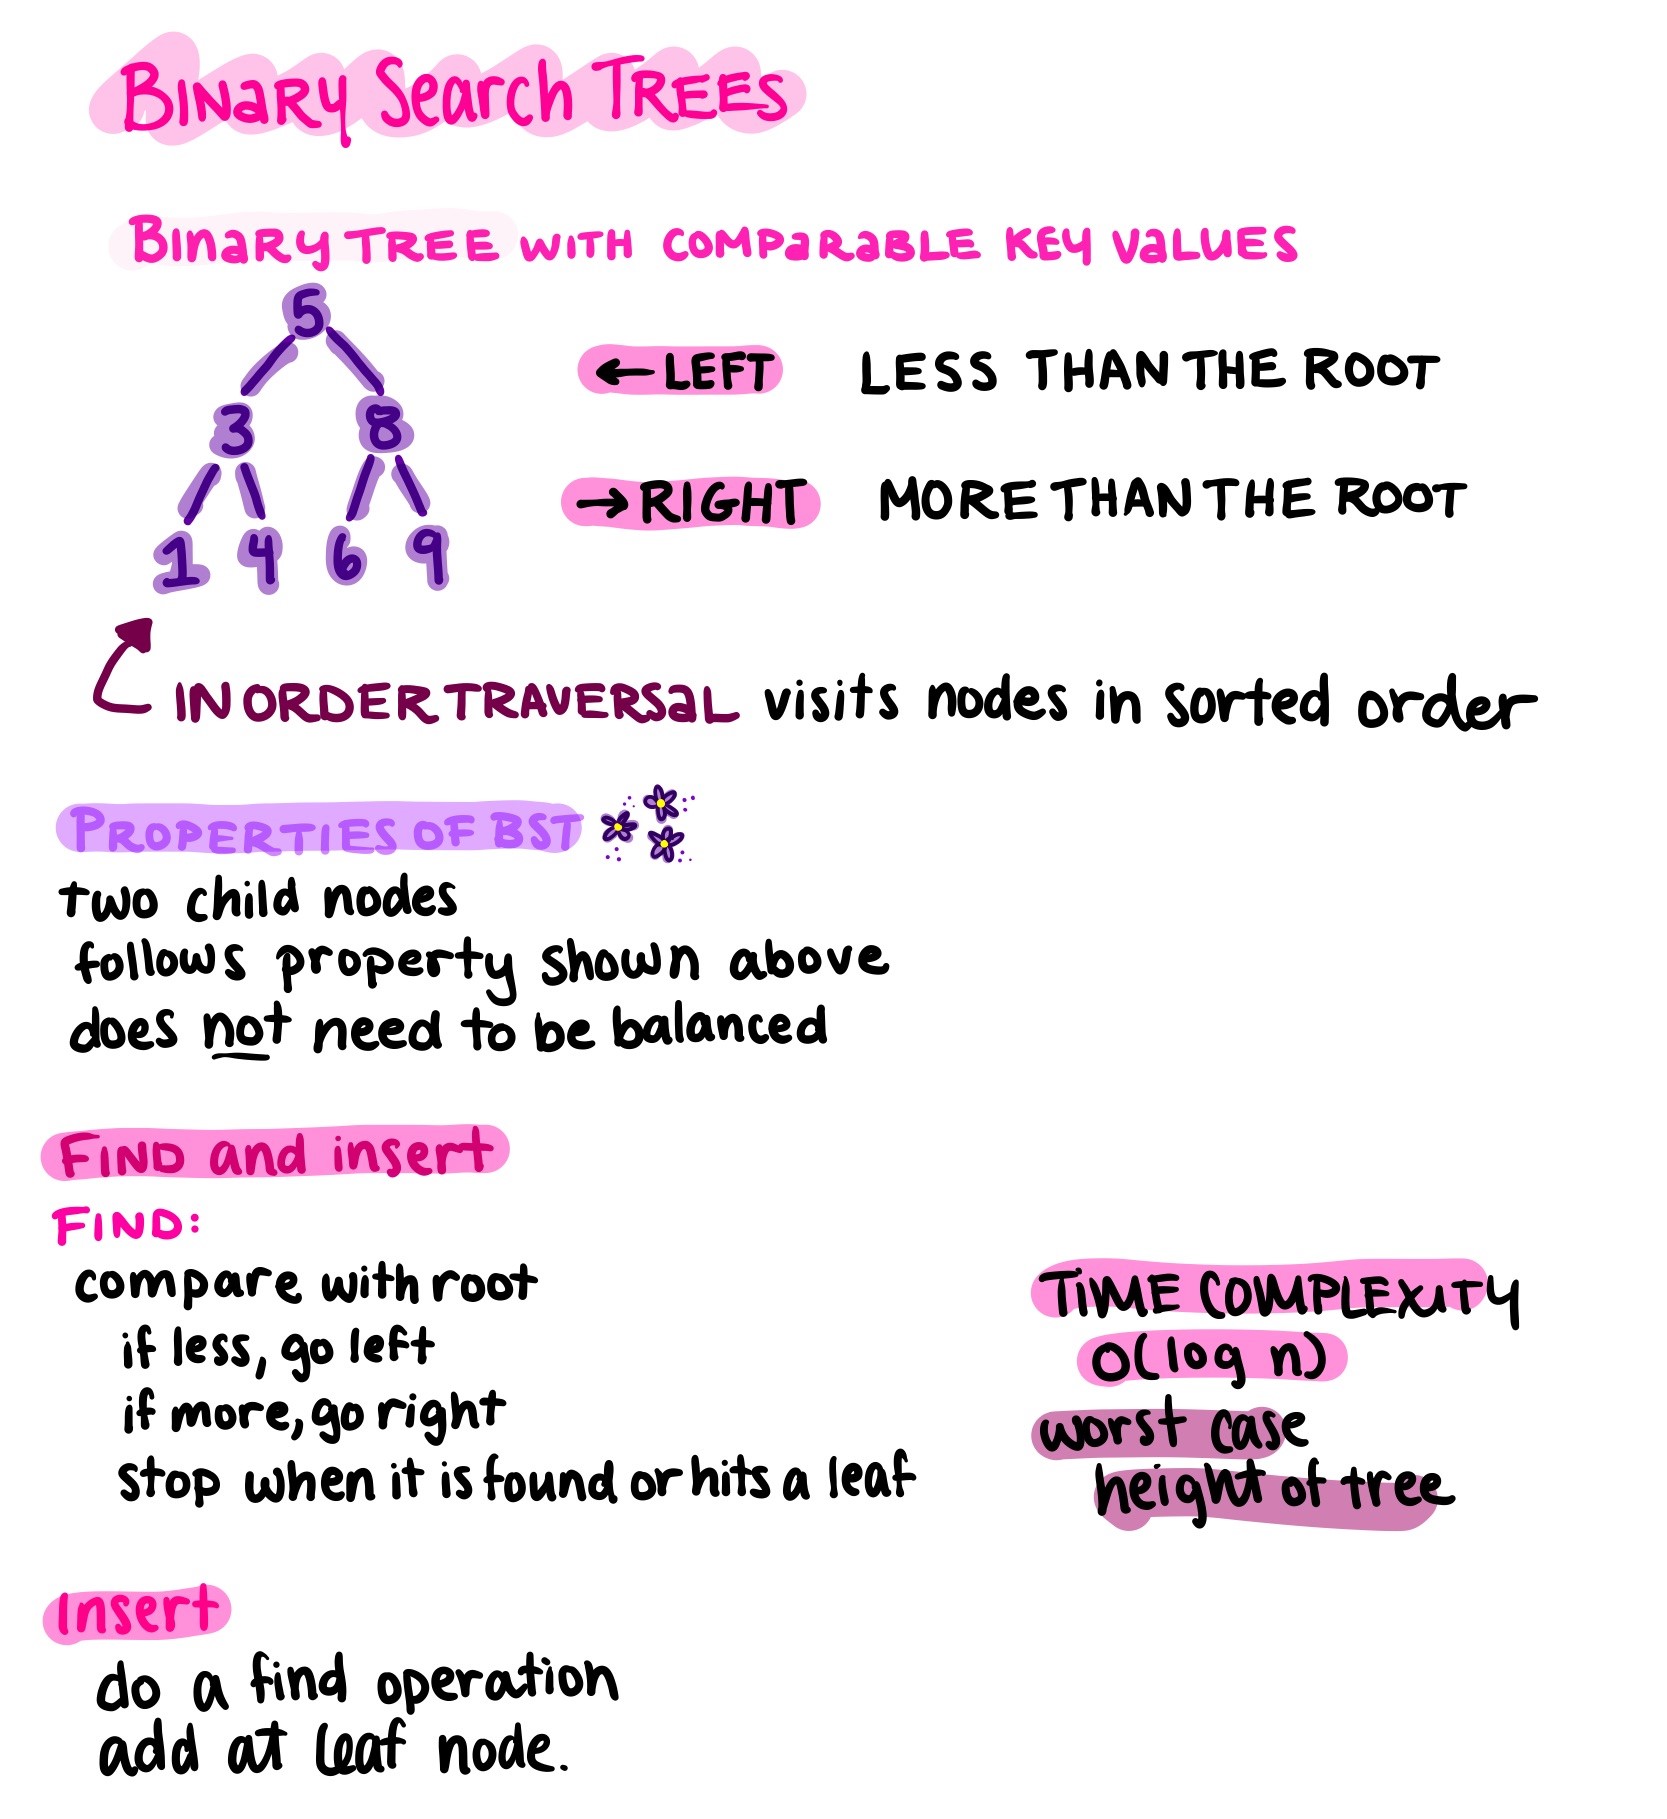 Binary Search Trees
Binary Tree with comparable key values
5
← LEFT LESS THAN THE ROOT
3 8
→ RIGHT MORE THAN THE ROOT
1 4 6 9
IN ORDER TRAVERSAL visits nodes in sorted order
PROPERTIES OF BST
two child nodes
follows property shown above
does not need to be balanced
FIND and insert
FIND:
compare with root
if less, go left
if more, go right
stop when it is found or hits a leaf
TIME COMPLEXITY
O(log n)
worst case
height of tree
Insert
do a find operation
add at leaf node.